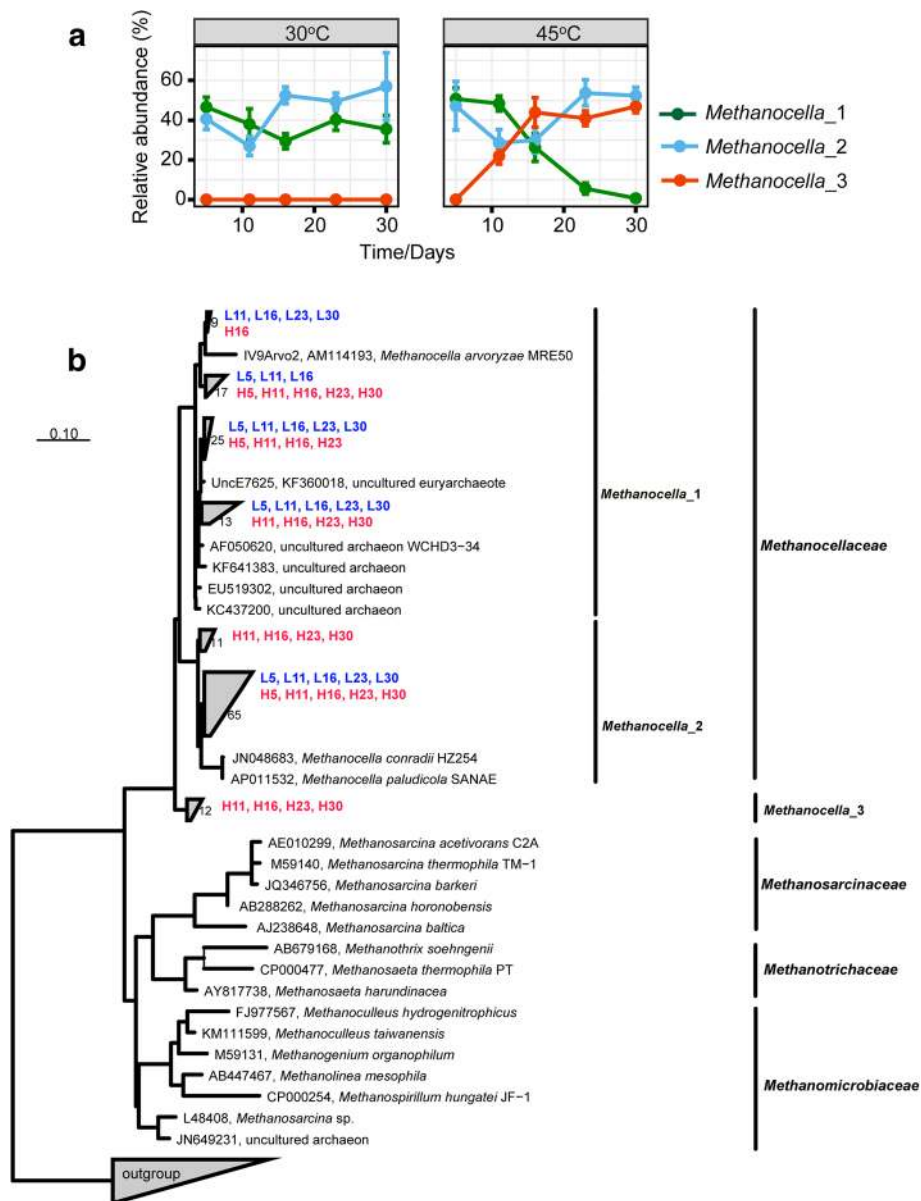 a
30°C
45°C
Relative abundance (%)
60
40
20
0
10
20
30
10
20
30
Time/Days
Methanocella_1
Methanocella_2
Methanocella_3
b
0.10
9
L11, L16, L23, L30
H16
IV9Arvo2, AM114193, Methanocella arvoryzae MRE50
17
L5, L11, L16
H5, H11, H16, H23, H30
25
L5, L11, L16, L23, L30
H5, H11, H16, H23
UncE7625, KF360018, uncultured euryarchaeote
13
L5, L11, L16, L23, L30
H11, H16, H23, H30
AF050620, uncultured archaeon WCHD3-34
KF641383, uncultured archaeon
EU519302, uncultured archaeon
KC437200, uncultured archaeon
11
H11, H16, H23, H30
65
L5, L11, L16, L23, L30
H5, H11, H16, H23, H30
JN048683, Methanocella conradii HZ254
AP011532, Methanocella paludicola SANAE
12
H11, H16, H23, H30
AE010299, Methanosarcina acetivorans C2A
M59140, Methanosarcina thermophila TM-1
JQ346756, Methanosarcina barkeri
AB288262, Methanosarcina horonobensis
AJ238648, Methanosarcina baltica
AB679168, Methanothrix soehngenii
CP000477, Methanosaeta thermophila PT
AY817738, Methanosaeta harundinacea
FJ977567, Methanoculleus hydrogenitrophicus
KM111599, Methanoculleus taiwanensis
M59131, Methanogenium organophilum
AB447467, Methanolinea mesophila
CP000254, Methanospirillum hungatei JF-1
L48408, Methanosarcina sp.
JN649231, uncultured archaeon
outgroup
Methanocella_1
Methanocella_2
Methanocellaceae
Methanocella_3
Methanosarcinaceae
Methanotrichaceae
Methanomicrobiaceae